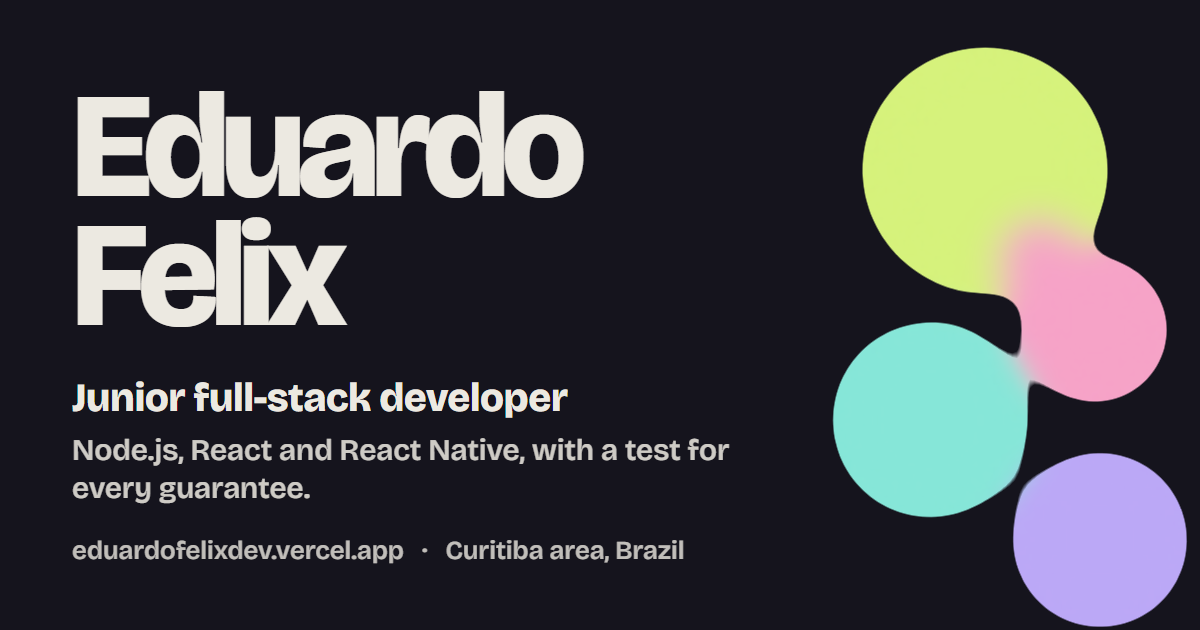 Eduardo
Felix
Junior full-stack developer
Node.js, React and React Native, with a test for
every guarantee.
eduardofelixdev.vercel.app · Curitiba area, Brazil